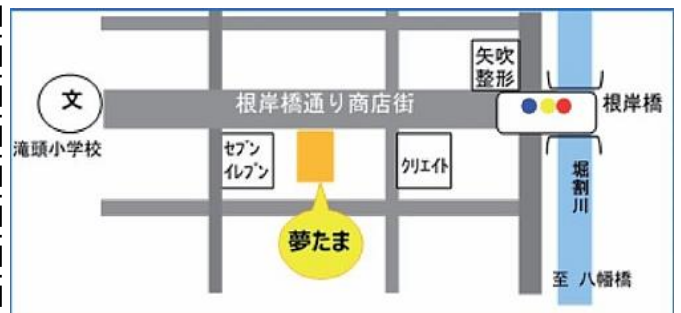 矢吹
整形
文
根岸橋通り商店街
根岸橋
滝頭小学校
セブン
イレブン
クリエイト
堀割川
夢たま
至 八幡橋